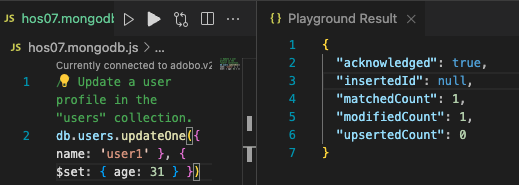 hos07.mongodb.js
JS hos07.mongodb.js > ...
Currently connected to adobo.v2
1 / Update a user
profile in the
"users" collection.
2 db.users.updateOne({
name: 'user1' }, {
$set: { age: 31 } })
{} Playground Result
1 {
2 "acknowledged": true,
3 "insertedId": null,
4 "matchedCount": 1,
5 "modifiedCount": 1,
6 "upsertedCount": 0
7 }